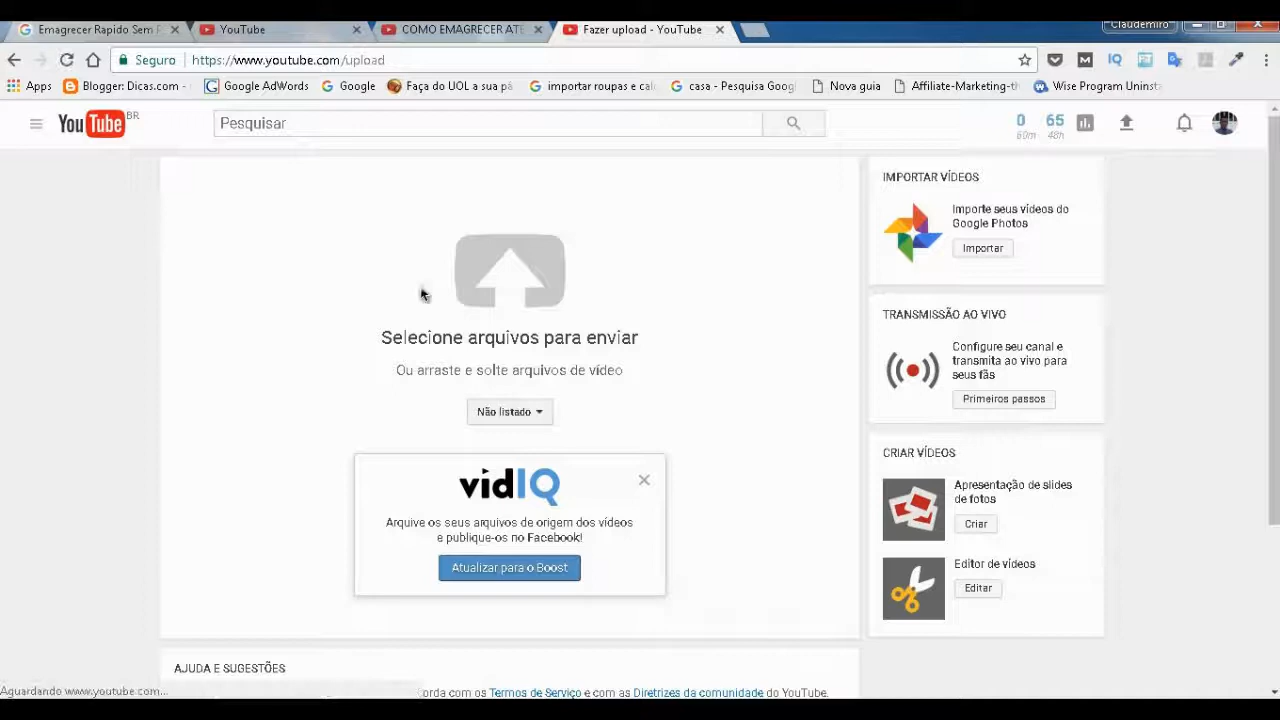 Emagrecer Rapido Sem
YouTube
COMO EMAGRECER ATÉ
Fazer upload - YouTube
Claudemiro
Seguro
https://www.youtube.com/upload
Apps
Blogger: Dicas.com -
Google AdWords
Google
Faça do UOL a sua pá
importar roupas e cal
casa - Pesquisa Goog
Nova guia
Affiliate-Marketing-th
Wise Program Uninst
YouTube BR
Pesquisar
0 65
60m 48h
Selecione arquivos para enviar
Ou arraste e solte arquivos de vídeo
Não listado
vidIQ
Arquive os seus arquivos de origem dos vídeos
e publique-os no Facebook!
Atualizar para o Boost
IMPORTAR VÍDEOS
Importe seus vídeos do
Google Photos
Importar
TRANSMISSÃO AO VIVO
Configure seu canal e
transmita ao vivo para
seus fãs
Primeiros passos
CRIAR VÍDEOS
Apresentação de slides
de fotos
Criar
Editor de vídeos
Editar
AJUDA E SUGESTÕES
orda com os Termos de Serviço e com as Diretrizes da comunidade do YouTube.
Aguardando www.youtube.com...